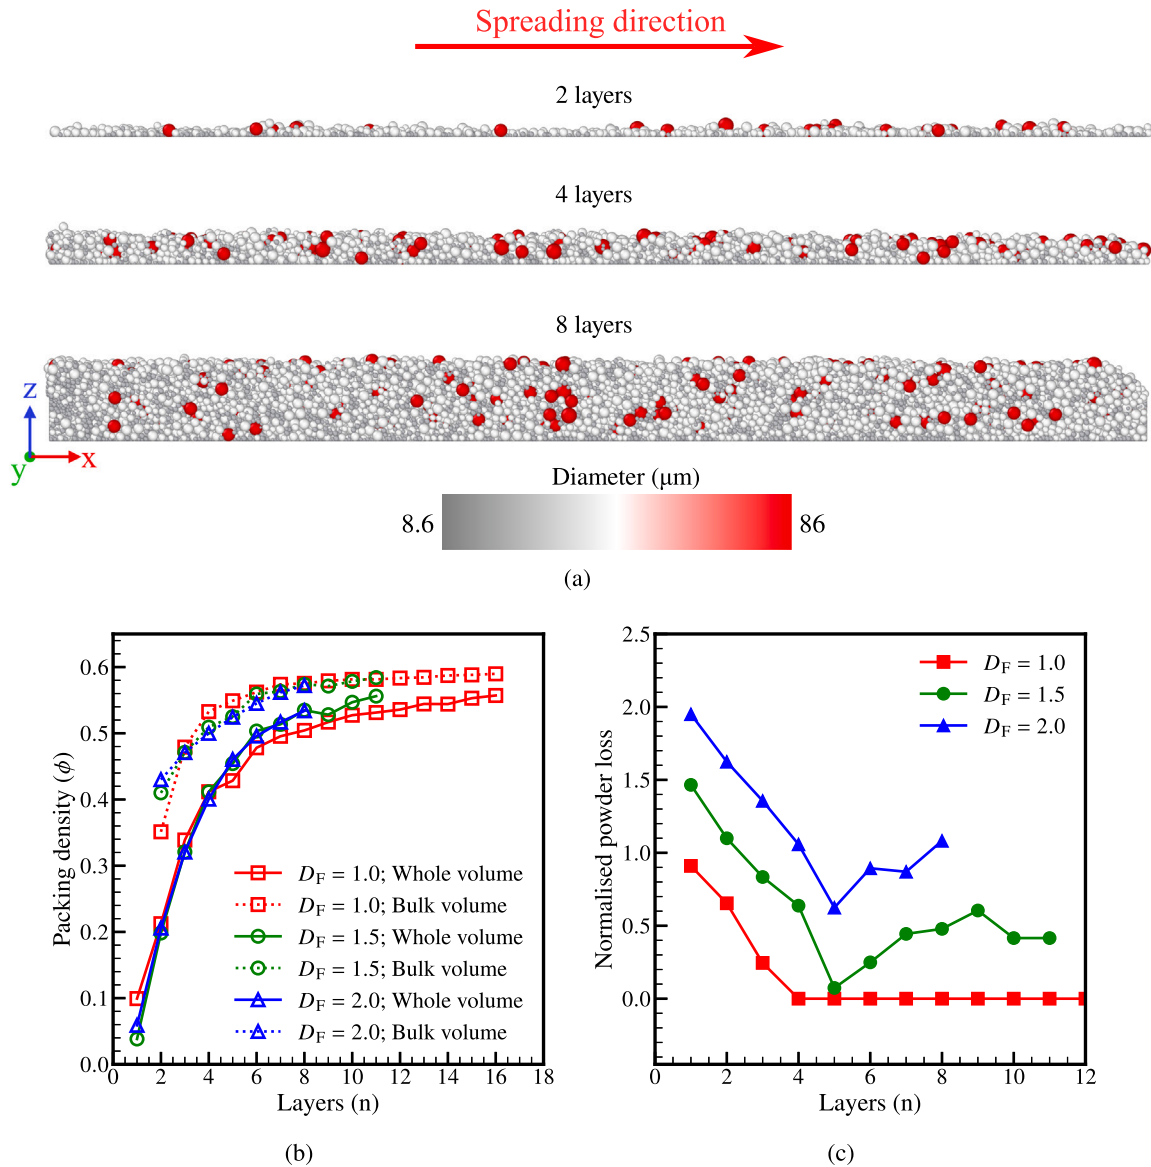 Spreading direction
2 layers
4 layers
8 layers
z
y
x
Diameter (μm)
8.6
86
(a)
0.6
0.5
0.4
0.3
0.2
0.1
0.0
Packing density (ϕ)
D_F = 1.0; Whole volume
D_F = 1.0; Bulk volume
D_F = 1.5; Whole volume
D_F = 1.5; Bulk volume
D_F = 2.0; Whole volume
D_F = 2.0; Bulk volume
0 2 4 6 8 10 12 14 16 18
Layers (n)
(b)
2.5
2.0
1.5
1.0
0.5
0.0
Normalised powder loss
D_F = 1.0
D_F = 1.5
D_F = 2.0
0 2 4 6 8 10 12
Layers (n)
(c)